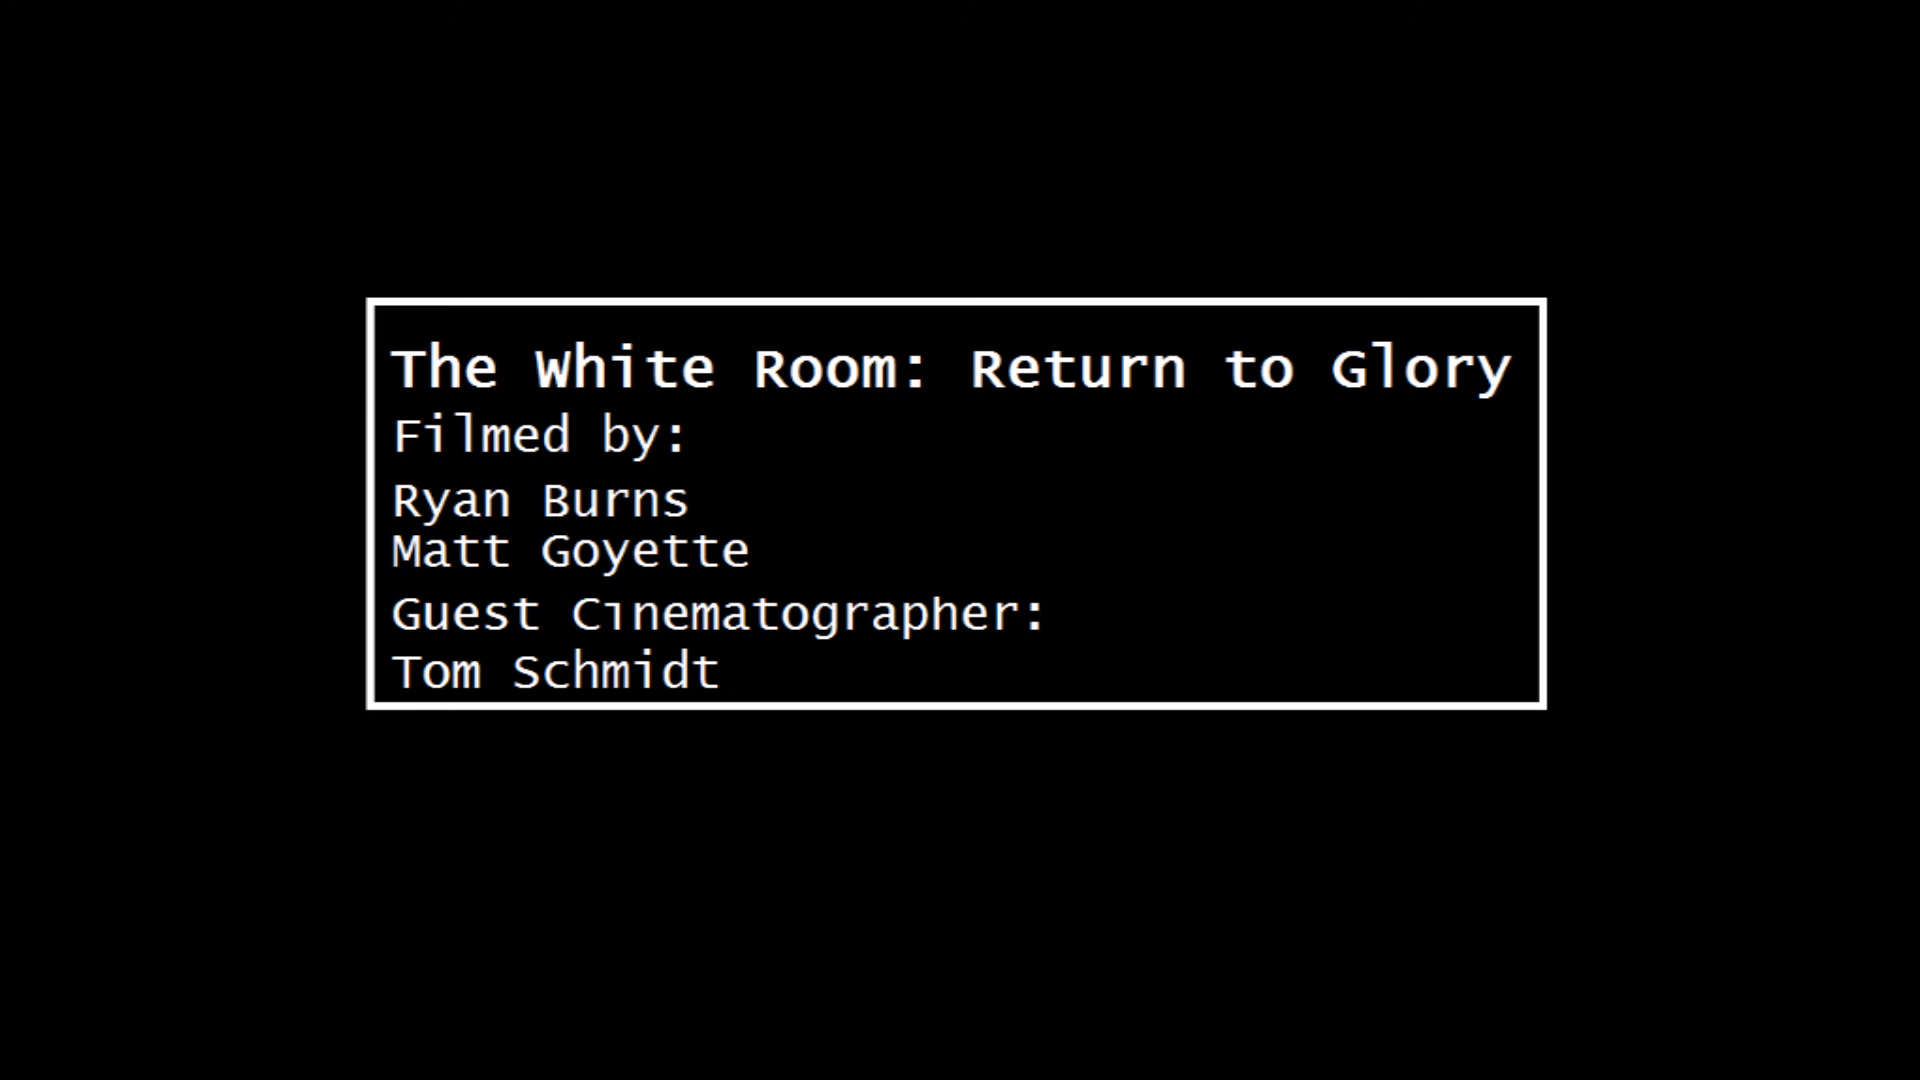 The White Room: Return to Glory
Filmed by:
Ryan Burns
Matt Goyette
Guest Cinematographer:
Tom Schmidt